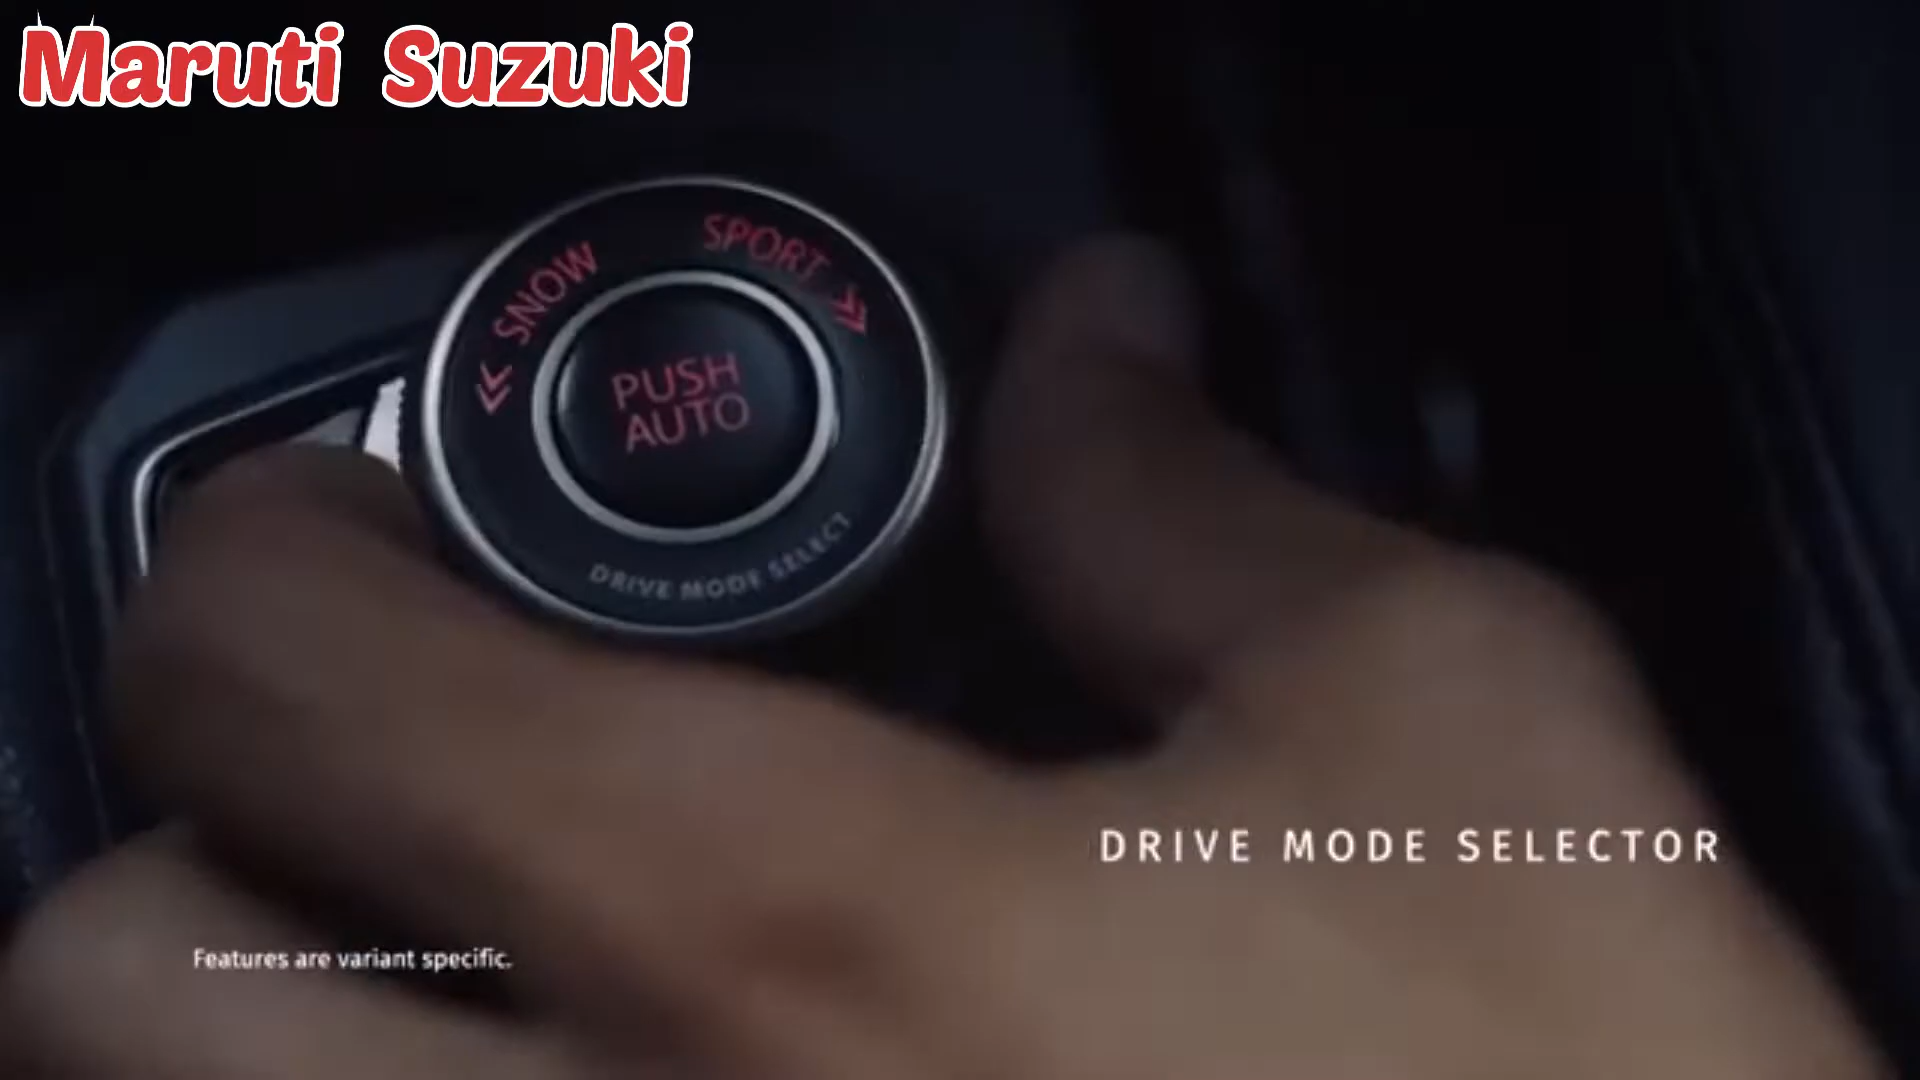 Maruti Suzuki
SNOW
SPORT
PUSH
AUTO
DRIVE MODE SELECT
DRIVE MODE SELECTOR
Features are variant specific.